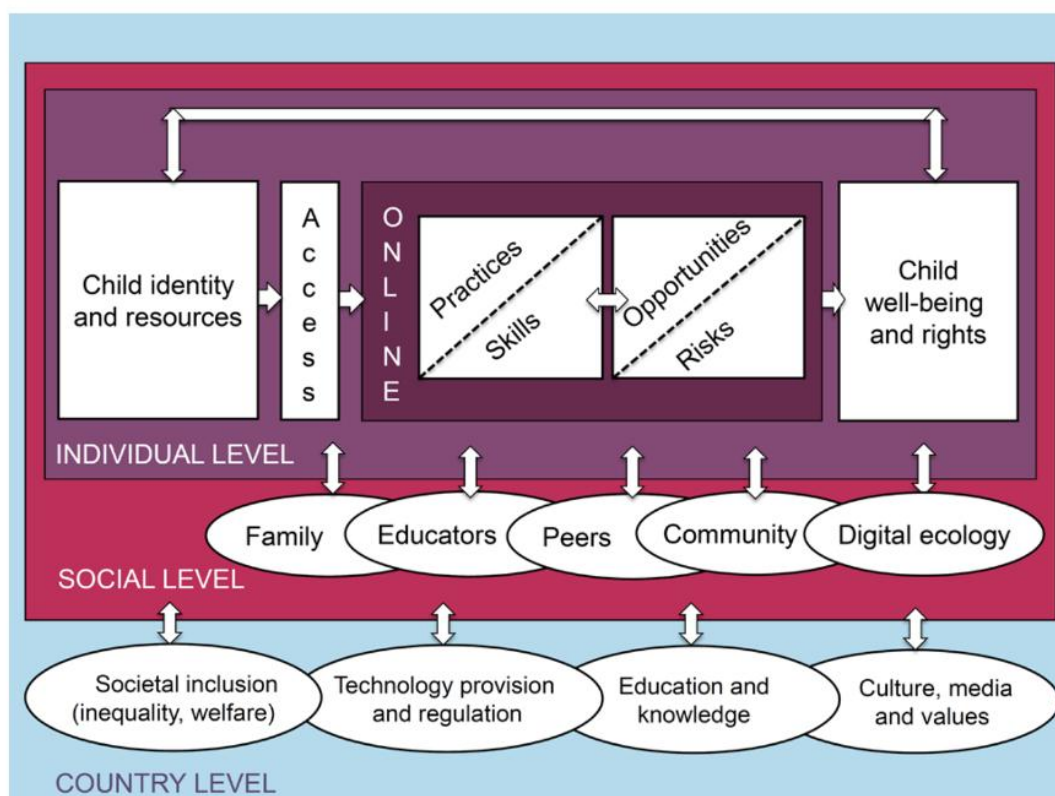 Child identity
and resources
Access
ONLINE
Practices
Skills
Opportunities
Risks
Child
well-being
and rights
INDIVIDUAL LEVEL
Family
Educators
Peers
Community
Digital ecology
SOCIAL LEVEL
Societal inclusion
(inequality, welfare)
Technology provision
and regulation
Education and
knowledge
Culture, media
and values
COUNTRY LEVEL